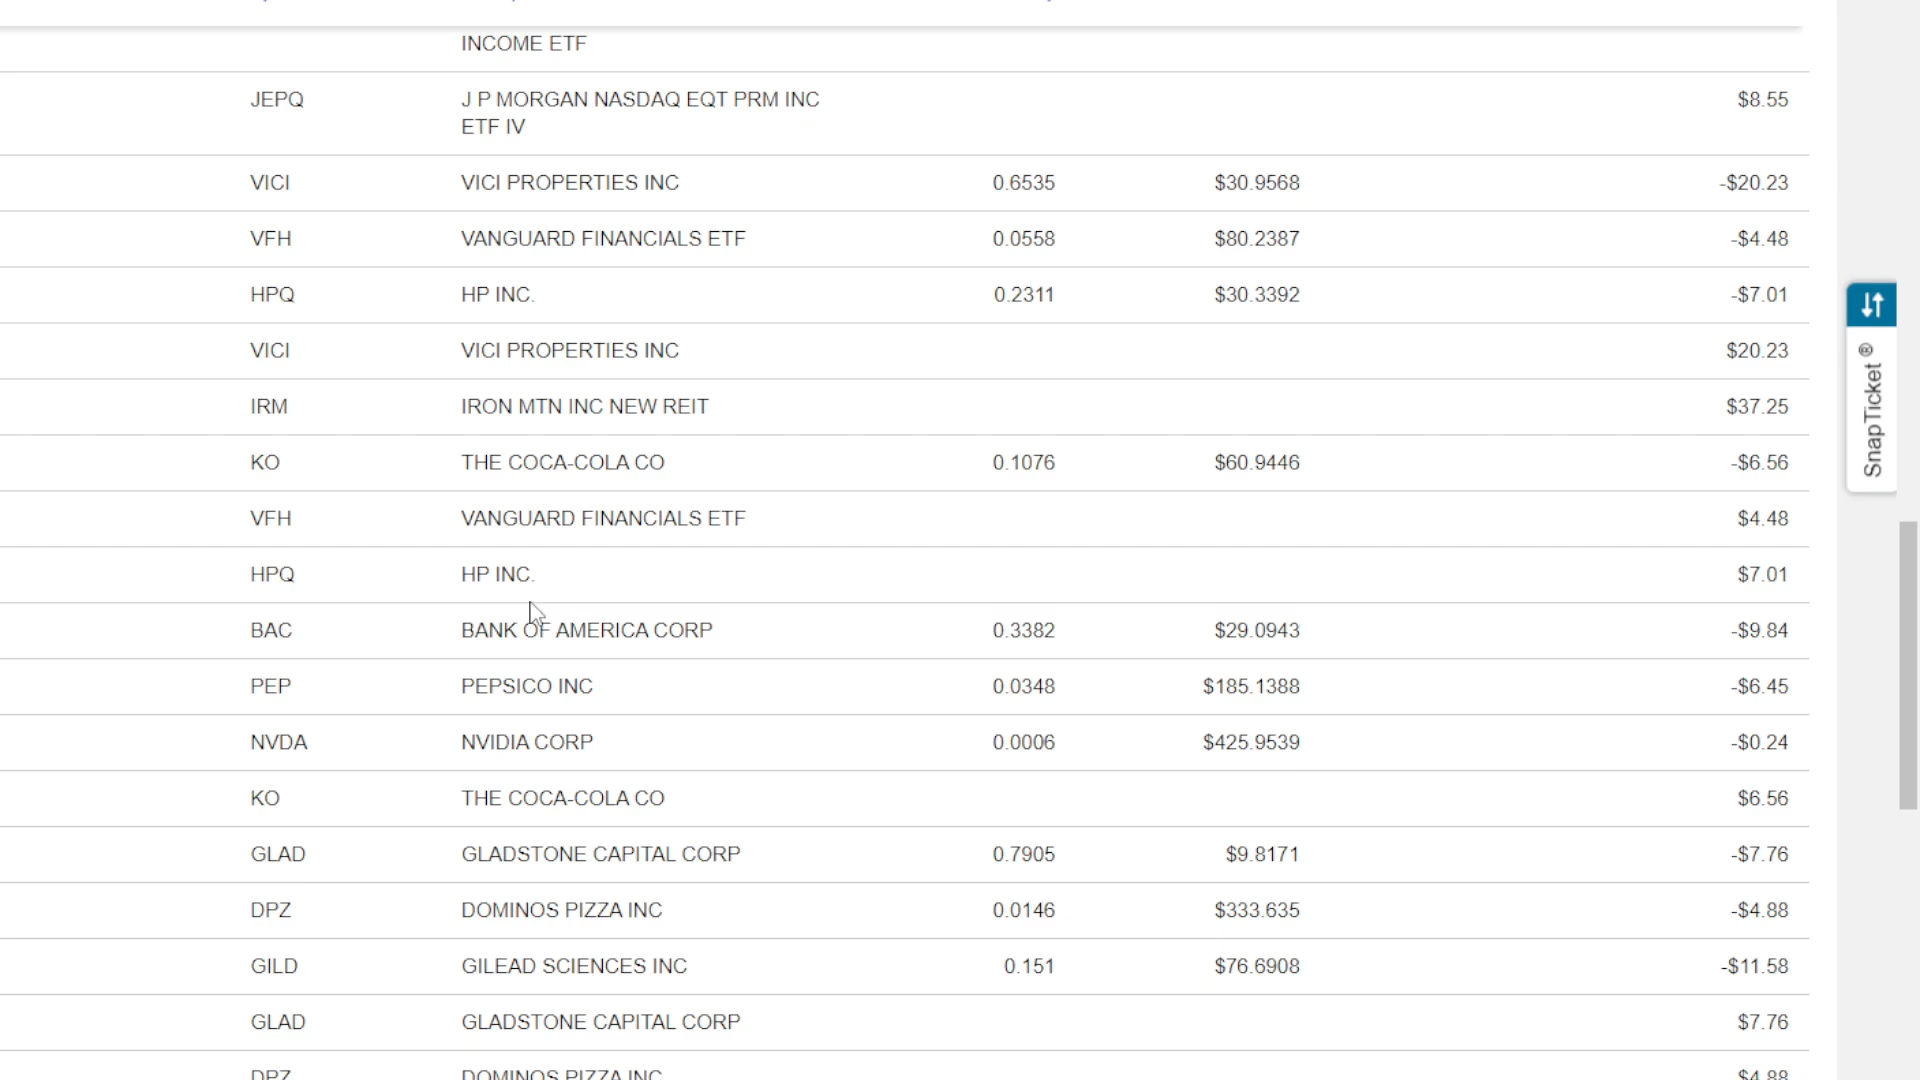 INCOME ETF
JEPQ J P MORGAN NASDAQ EQT PRM INC $8.55
ETF IV
VICI VICI PROPERTIES INC 0.6535 $30.9568 -$20.23
VFH VANGUARD FINANCIALS ETF 0.0558 $80.2387 -$4.48
HPQ HP INC. 0.2311 $30.3392 -$7.01
VICI VICI PROPERTIES INC $20.23
IRM IRON MTN INC NEW REIT $37.25
KO THE COCA-COLA CO 0.1076 $60.9446 -$6.56
VFH VANGUARD FINANCIALS ETF $4.48
HPQ HP INC. $7.01
BAC BANK OF AMERICA CORP 0.3382 $29.0943 -$9.84
PEP PEPSICO INC 0.0348 $185.1388 -$6.45
NVDA NVIDIA CORP 0.0006 $425.9539 -$0.24
KO THE COCA-COLA CO $6.56
GLAD GLADSTONE CAPITAL CORP 0.7905 $9.8171 -$7.76
DPZ DOMINOS PIZZA INC 0.0146 $333.635 -$4.88
GILD GILEAD SCIENCES INC 0.151 $76.6908 -$11.58
GLAD GLADSTONE CAPITAL CORP $7.76
DPZ DOMINOS PIZZA INC $4.88
SnapTicket®